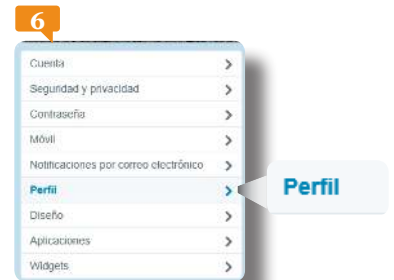 6
Cuenta
Seguridad y privacidad
Contraseña
Móvil
Notificaciones por correo electrónico
Perfil
Perfil
Diseño
Aplicaciones
Widgets